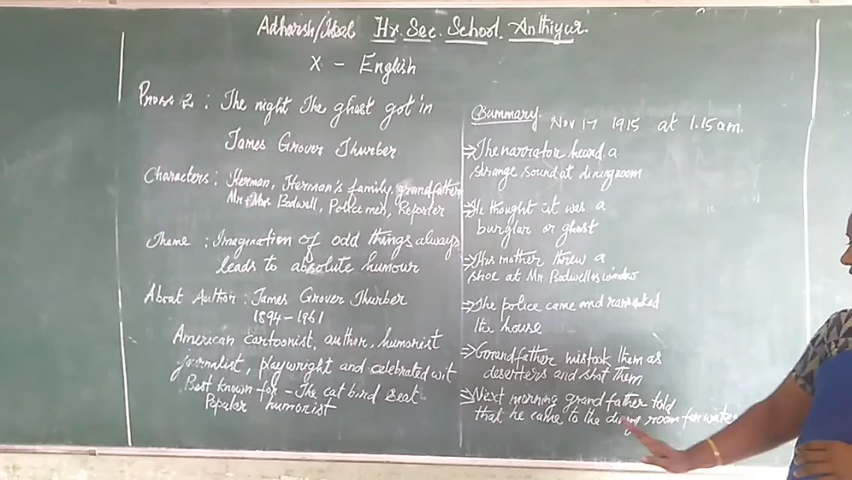 Adharsh Hr. Sec. School. Anthiyur.
X - English
Prose 2 : The night The ghost got in
James Grover Thurber
Characters : Herman, Herman's family, grandfather
Mr & Mrs Bodwell, Policemen, Reporter
Theme : Imagination of odd things always
leads to absolute humour
About Author : James Grover Thurber
1894 - 1961
American cartoonist, author, humorist
journalist, playwright and celebrated wit
Best known for - The cat bird seat
Popular humorist
Summary.
Nov 17 1915 at 1.15am.
⇒ The narrator heard a
strange sound at dining room
⇒ He thought it was a
burglar or ghost
⇒ His mother threw a
shoe at Mr. Bodwell's window
⇒ The police came and ransacked
the house
⇒ Grandfather mistook them as
deserters and shot them
⇒ Next morning grandfather told
that he came to the dining room for water